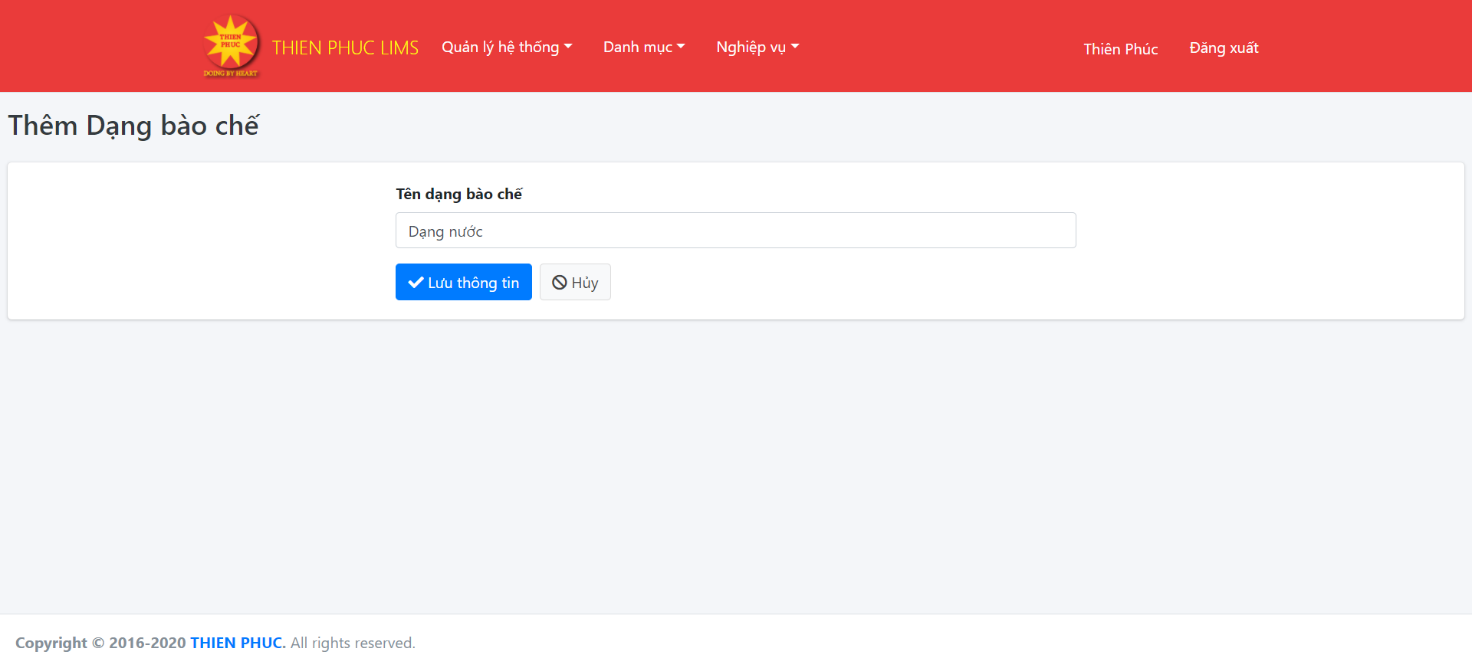 THIEN
PHUC
DOING BY HEART
THIEN PHUC LIMS Quản lý hệ thống Danh mục Nghiệp vụ Thiên Phúc Đăng xuất
Thêm Dạng bào chế
Tên dạng bào chế
Dạng nước
Lưu thông tin Hủy
Copyright © 2016-2020 THIEN PHUC. All rights reserved.